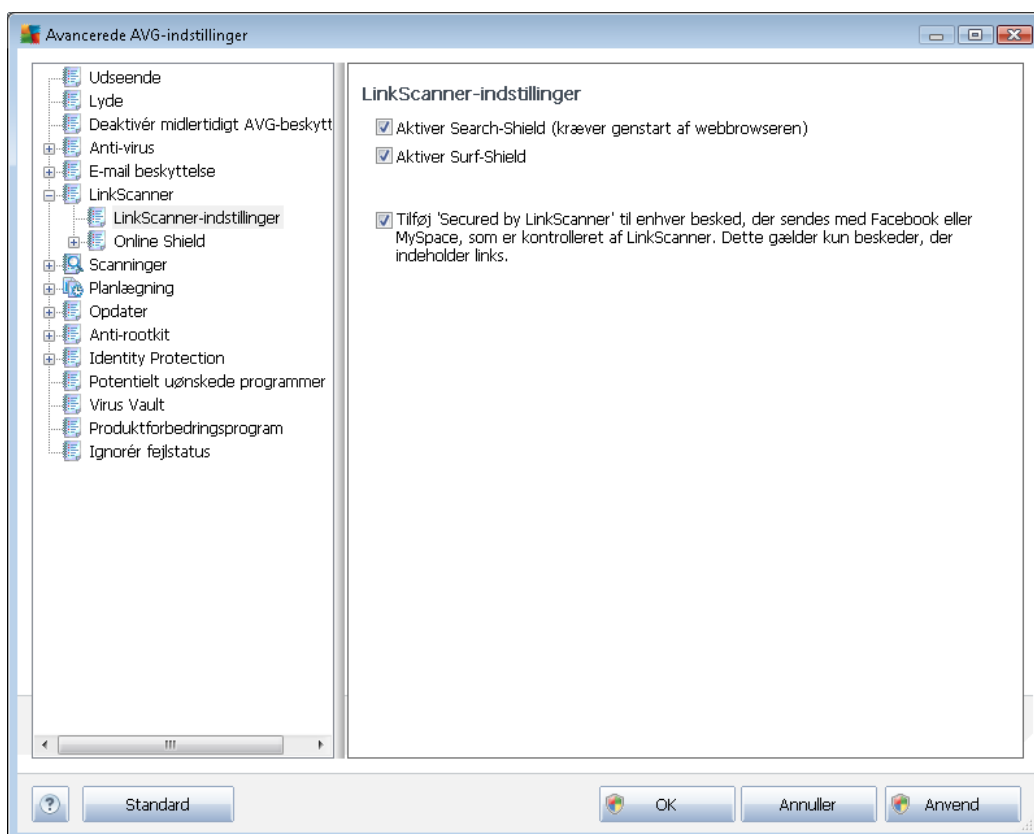 Avancerede AVG-indstillinger
Udseende
Lyde
Deaktivér midlertidigt AVG-beskytt
Anti-virus
E-mail beskyttelse
LinkScanner
LinkScanner-indstillinger
Online Shield
Scanninger
Planlægning
Opdater
Anti-rootkit
Identity Protection
Potentielt uønskede programmer
Virus Vault
Produktforbedringsprogram
Ignorér fejlstatus
LinkScanner-indstillinger
Aktiver Search-Shield (kræver genstart af webbrowseren)
Aktiver Surf-Shield
Tilføj 'Secured by LinkScanner' til enhver besked, der sendes med Facebook eller
MySpace, som er kontrolleret af LinkScanner. Dette gælder kun beskeder, der
indeholder links.
? Standard OK Annuller Anvend